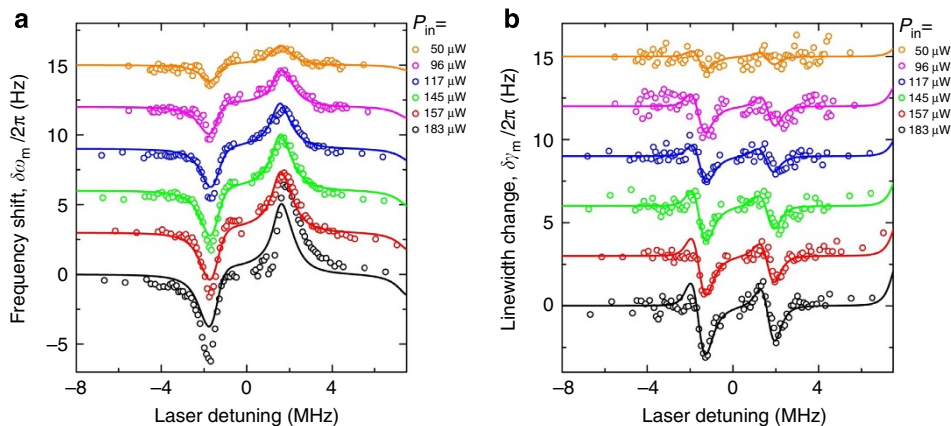 a
P_in=
50 μW
96 μW
117 μW
145 μW
157 μW
183 μW
Frequency shift, δω_m /2π (Hz)
15
10
5
0
−5
−8
−4
0
4
Laser detuning (MHz)
b
P_in=
50 μW
96 μW
117 μW
145 μW
157 μW
183 μW
Linewidth change, δγ_m /2π (Hz)
15
10
5
0
−8
−4
0
4
Laser detuning (MHz)